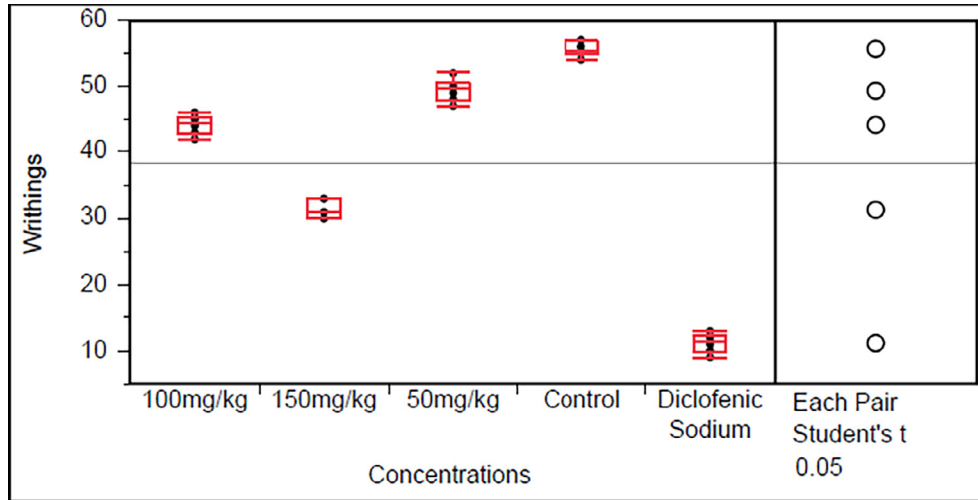 60
50
40
30
20
10
Writhings
100mg/kg 150mg/kg 50mg/kg Control Diclofenic Sodium
Each Pair
Student's t
0.05
Concentrations